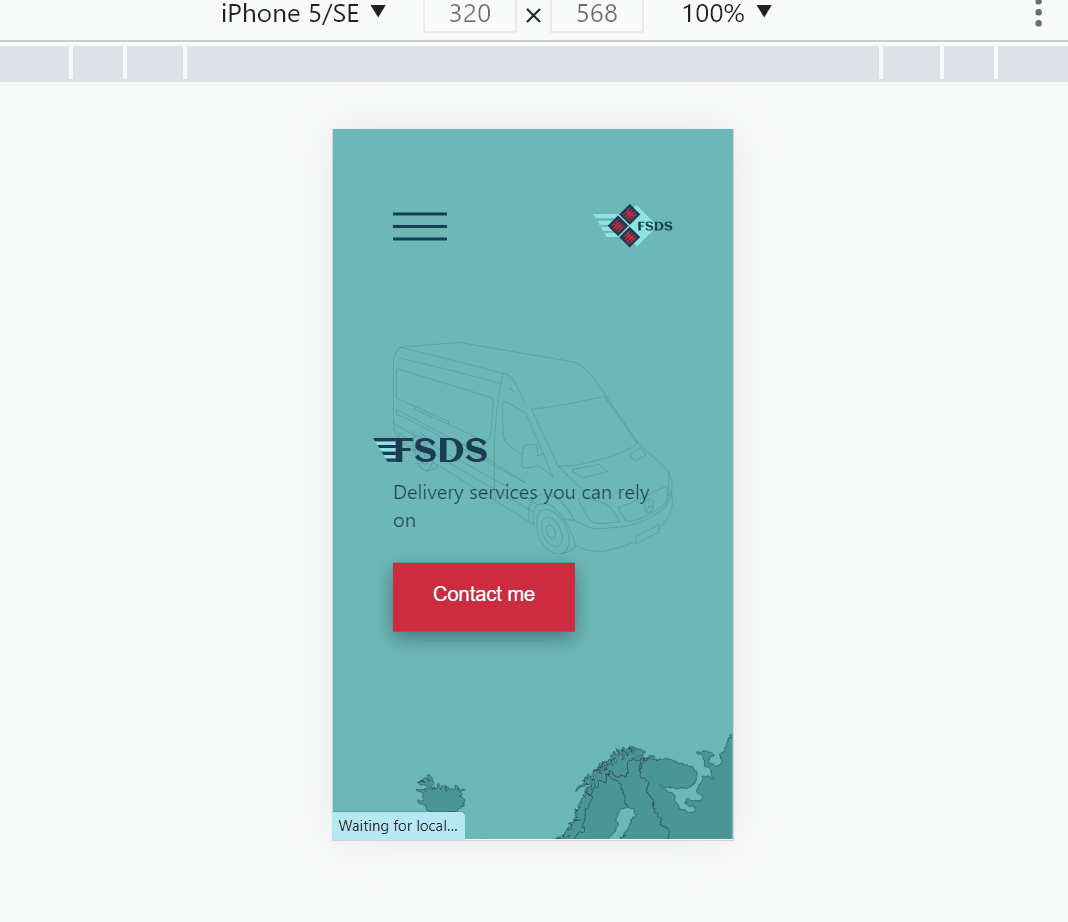 iPhone 5/SE 320 × 568 100%
FSDS
FSDS
Delivery services you can rely
on
Contact me
Waiting for local...